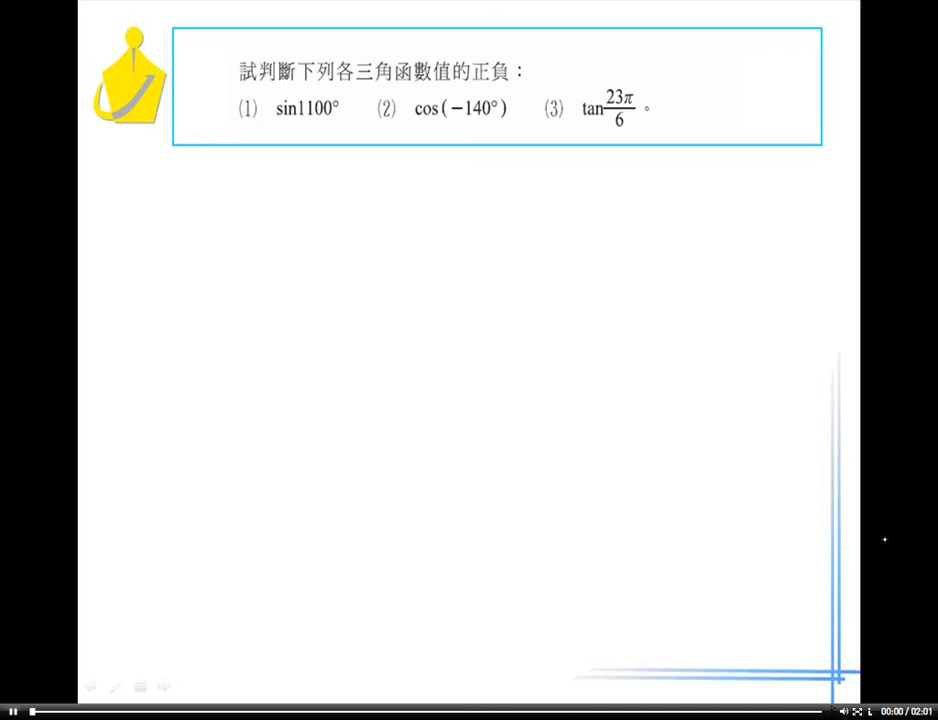 試判斷下列各三角函數值的正負：
⑴ sin1100° ⑵ cos(−140°) ⑶ tan23π/6。
00:00 / 02:01